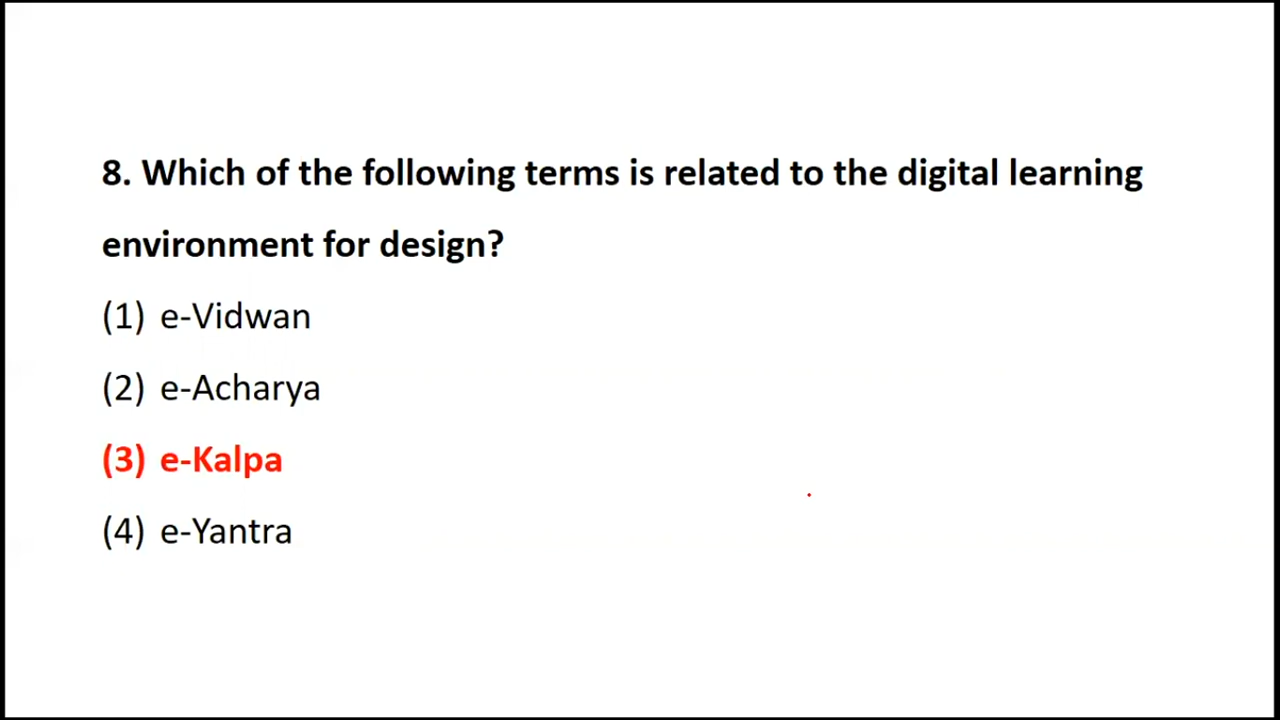 8. Which of the following terms is related to the digital learning
environment for design?
(1) e-Vidwan
(2) e-Acharya
(3) e-Kalpa
(4) e-Yantra